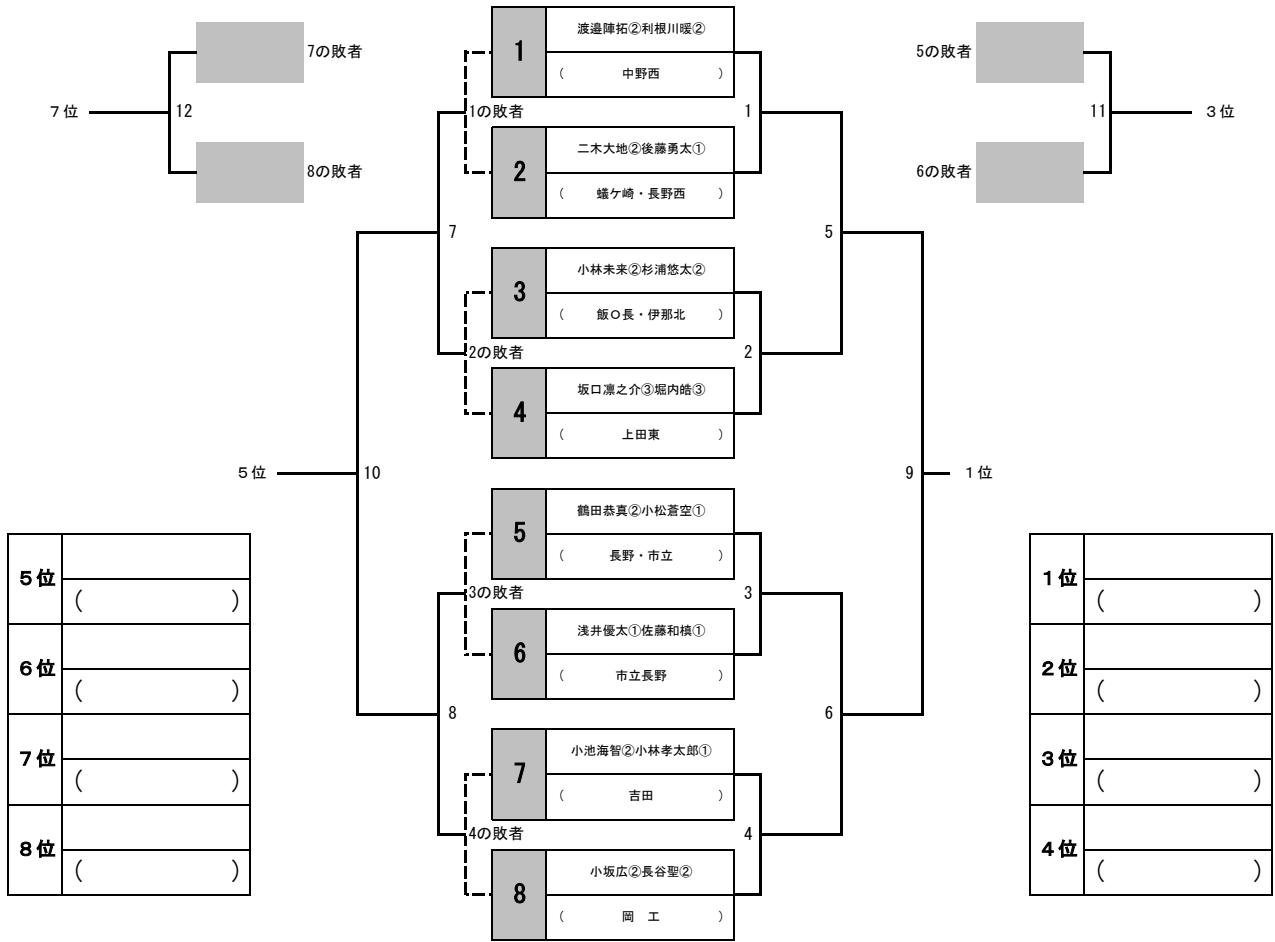 7の敗者
７位
12
8の敗者
5の敗者
11
３位
6の敗者
1
渡邉陣拓②利根川暖②
( 中野西 )
1の敗者
1
2
二木大地②後藤勇太①
( 蟻ケ崎・長野西 )
7
5
3
小林未来②杉浦悠太②
( 飯O長・伊那北 )
2の敗者
2
4
坂口凛之介③堀内皓③
( 上田東 )
５位
10
9
１位
5
鶴田恭真②小松蒼空①
( 長野・市立 )
3の敗者
3
6
浅井優太①佐藤和槙①
( 市立長野 )
8
6
7
小池海智②小林孝太郎①
( 吉田 )
4の敗者
4
8
小坂広②長谷聖②
( 岡　工 )
５位
( )
６位
( )
７位
( )
８位
( )
１位
( )
２位
( )
３位
( )
４位
( )